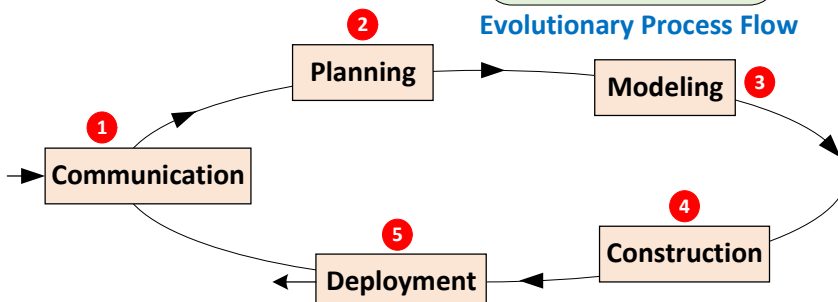 Evolutionary Process Flow
1
Communication
2
Planning
3
Modeling
4
Construction
5
Deployment